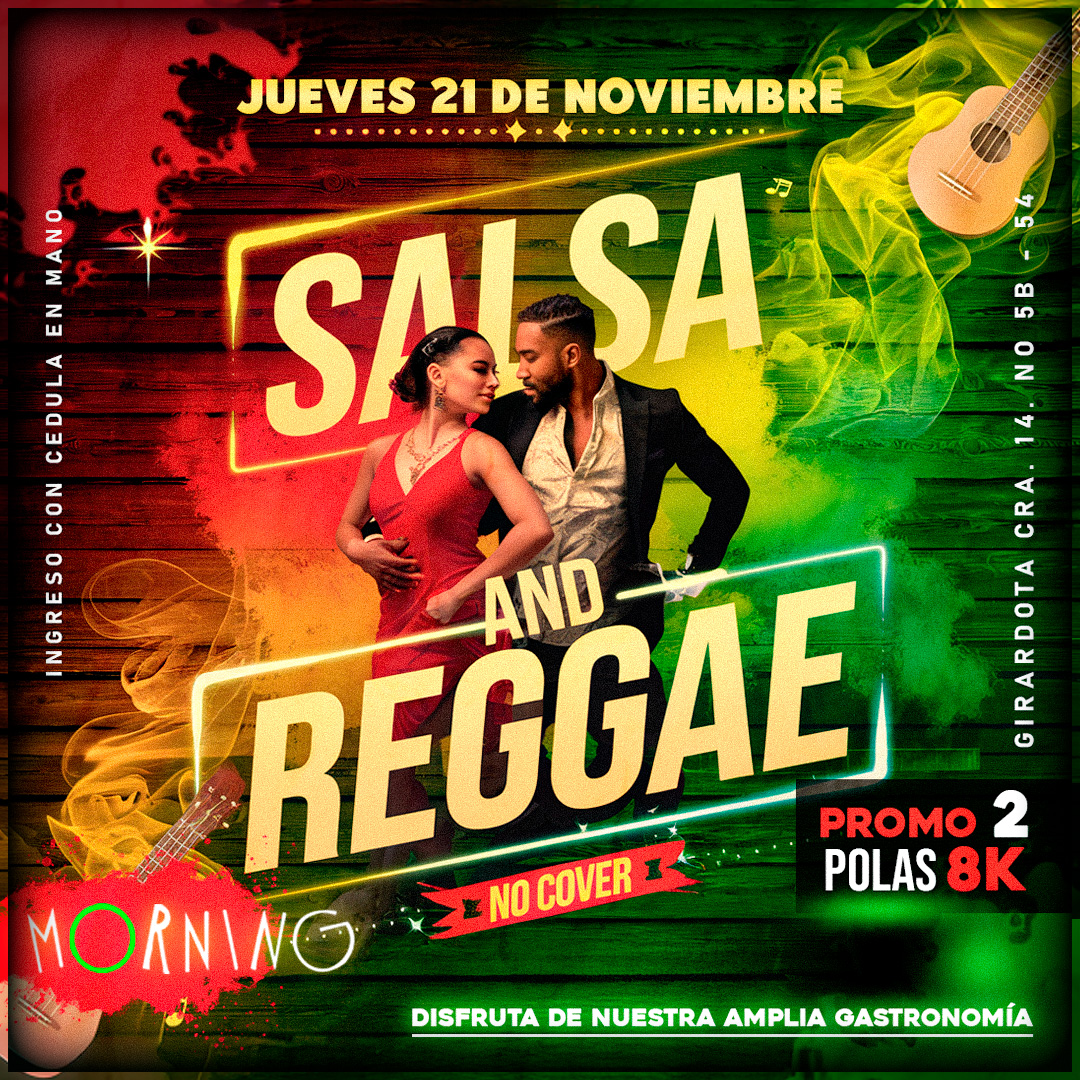 JUEVES 21 DE NOVIEMBRE
SALSA
AND
REGGAE
NO COVER
INGRESO CON CEDULA EN MANO
GIRARDOTA CRA. 14. NO 5B - 54
PROMO 2
POLAS 8K
MORNING
DISFRUTA DE NUESTRA AMPLIA GASTRONOMÍA